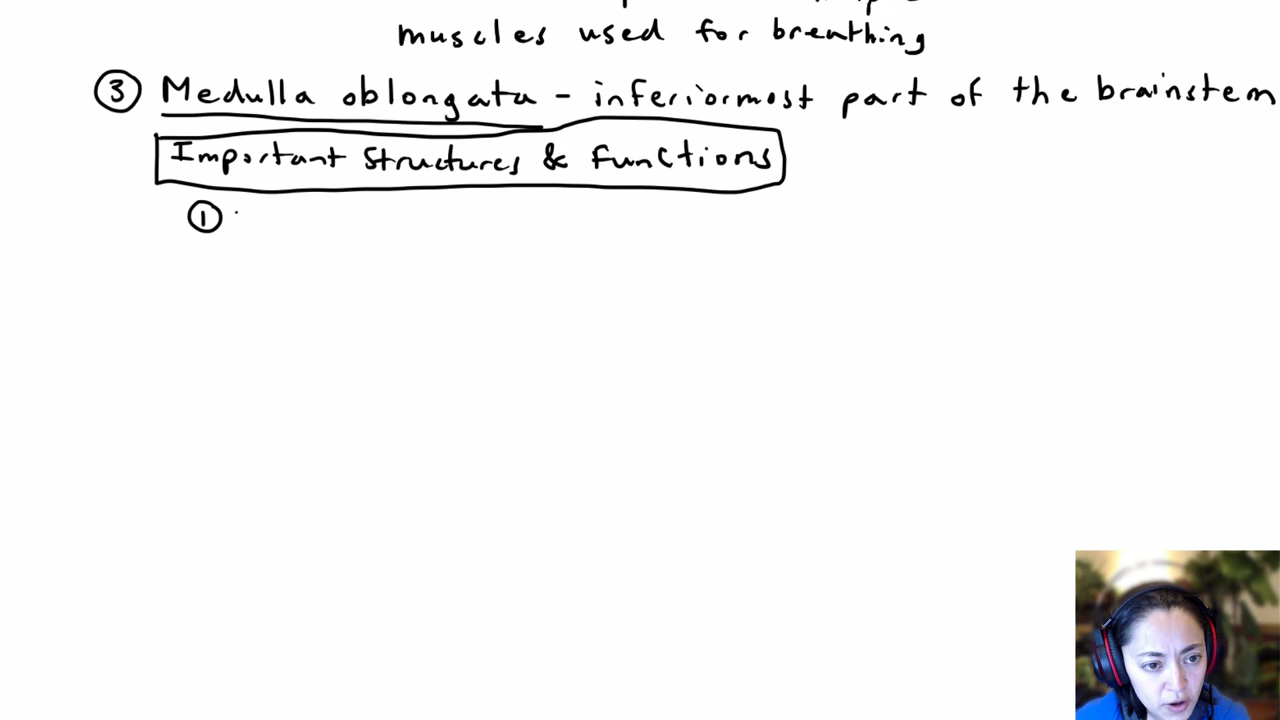 muscles used for breathing
③ Medulla oblongata - inferiormost part of the brainstem
Important Structures & Functions
①